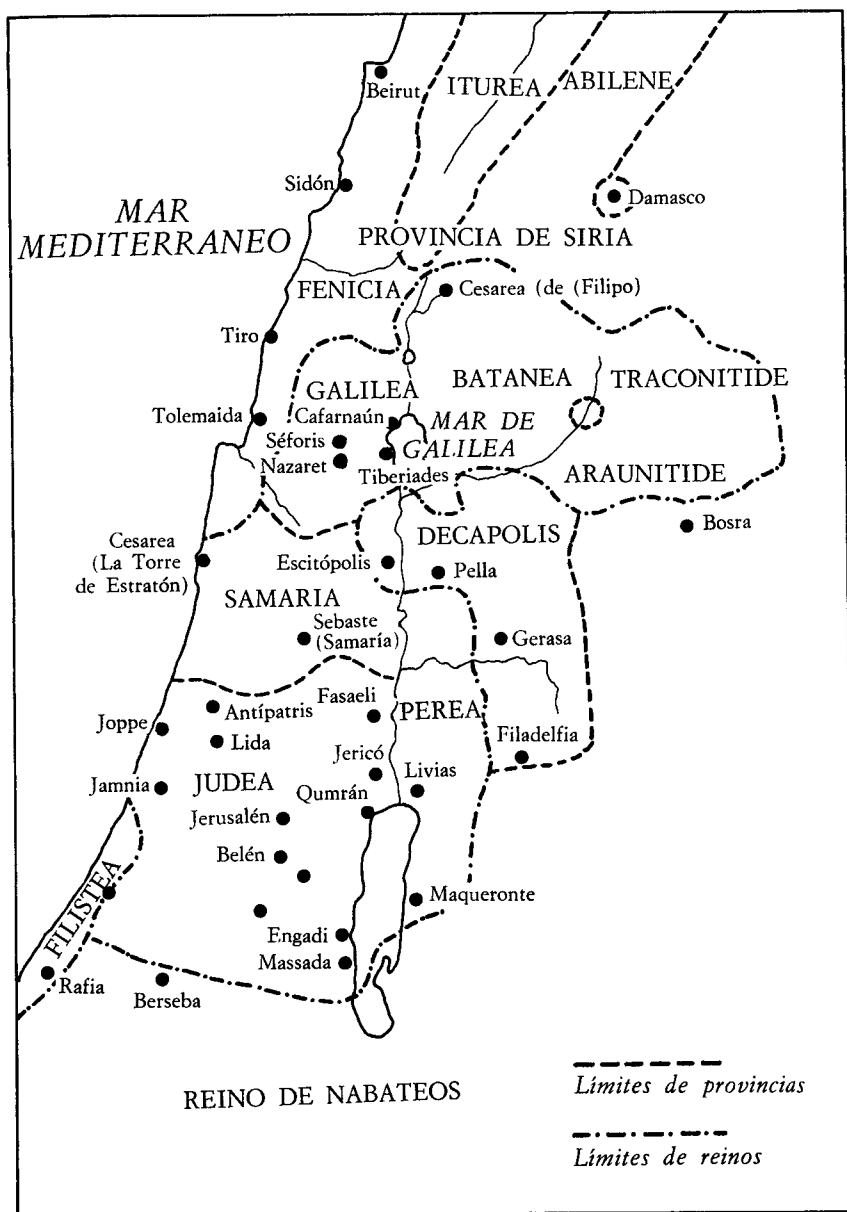 Beirut
ITUREA
ABILENE
Sidón
Damasco
MAR
MEDITERRANEO
PROVINCIA DE SIRIA
FENICIA
Cesarea (de (Filipo)
Tiro
GALILEA
BATANEA
TRACONITIDE
Tolemaida
Cafarnaún
MAR DE
GALILEA
Séforis
Nazaret
Tiberiades
ARAUNITIDE
Bosra
DECAPOLIS
Cesarea
(La Torre
de Estratón)
Escitópolis
Pella
SAMARIA
Sebaste
(Samaría)
Gerasa
Fasaeli
PEREA
Antípatris
Joppe
Lida
Filadelfia
Jericó
Livias
JUDEA
Jamnia
Qumrán
Jerusalén
Belén
Maqueronte
FILISTEA
Engadi
Massada
Rafia
Berseba
REINO DE NABATEOS
Límites de provincias
Límites de reinos